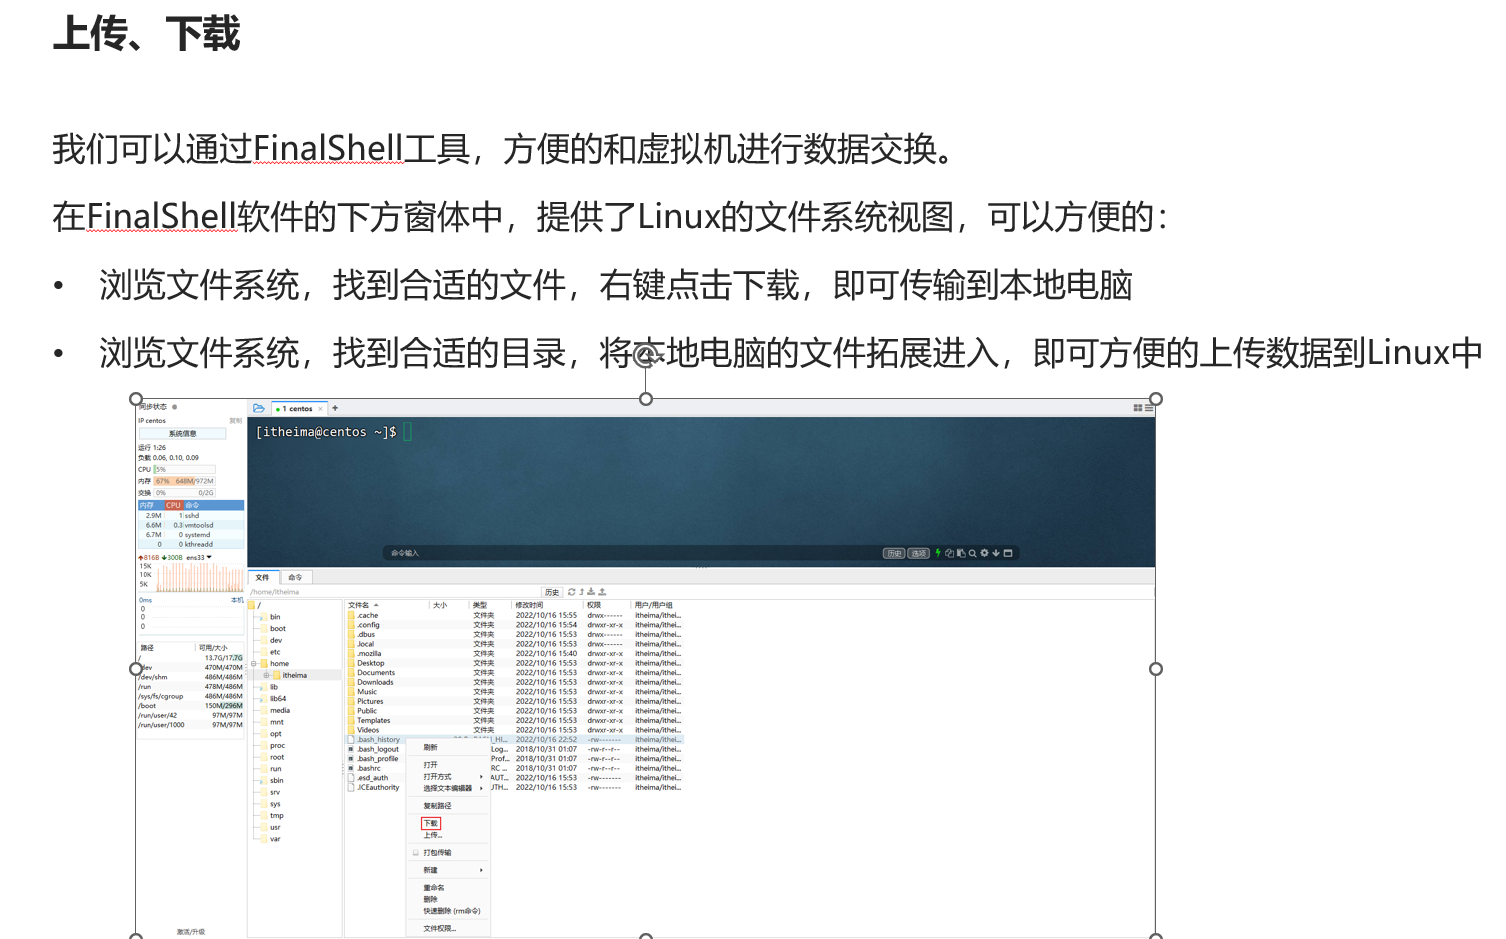 上传、下载
我们可以通过FinalShell工具，方便的和虚拟机进行数据交换。
在FinalShell软件的下方窗体中，提供了Linux的文件系统视图，可以方便的：
• 浏览文件系统，找到合适的文件，右键点击下载，即可传输到本地电脑
• 浏览文件系统，找到合适的目录，将本地电脑的文件拓展进入，即可方便的上传数据到Linux中
同步状态
IP centos 复制
系统信息
运行 1:26
负载 0.06, 0.10, 0.09
CPU 5%
内存 67% 648M/972M
交换 0% 0/2G
内存 CPU 命令
2.9M 1 sshd
6.6M 0.3 vmtoolsd
6.7M 0 systemd
0 0 kthreadd
816B 300B ens33
15K
10K
5K
0ms 本机
0
0
0
路径 可用/大小
/ 13.7G/17.7G
/dev 470M/470M
/dev/shm 486M/486M
/run 478M/486M
/sys/fs/cgroup 486M/486M
/boot 150M/296M
/run/user/42 97M/97M
/run/user/1000 97M/97M
激活/升级
1 centos × +
[itheima@centos ~]$
命令输入 历史 选项
文件 命令
/home/itheima 历史
/
bin
boot
dev
etc
home
itheima
lib
lib64
media
mnt
opt
proc
root
run
sbin
srv
sys
tmp
usr
var
文件名 大小 类型 修改时间 权限 用户/用户组
.cache 文件夹 2022/10/16 15:55 drwx------ itheima/ithei...
.config 文件夹 2022/10/16 15:54 drwxr-xr-x itheima/ithei...
.dbus 文件夹 2022/10/16 15:53 drwx------ itheima/ithei...
.local 文件夹 2022/10/16 15:53 drwx------ itheima/ithei...
.mozilla 文件夹 2022/10/16 15:40 drwxr-xr-x itheima/ithei...
Desktop 文件夹 2022/10/16 15:53 drwxr-xr-x itheima/ithei...
Documents 文件夹 2022/10/16 15:53 drwxr-xr-x itheima/ithei...
Downloads 文件夹 2022/10/16 15:53 drwxr-xr-x itheima/ithei...
Music 文件夹 2022/10/16 15:53 drwxr-xr-x itheima/ithei...
Pictures 文件夹 2022/10/16 15:53 drwxr-xr-x itheima/ithei...
Public 文件夹 2022/10/16 15:53 drwxr-xr-x itheima/ithei...
Templates 文件夹 2022/10/16 15:53 drwxr-xr-x itheima/ithei...
Videos 文件夹 2022/10/16 15:53 drwxr-xr-x itheima/ithei...
.bash_history 2022/10/16 22:52 -rw------- itheima/ithei...
.bash_logout Log... 2018/10/31 01:07 -rw-r--r-- itheima/ithei...
.bash_profile Prof... 2018/10/31 01:07 -rw-r--r-- itheima/ithei...
.bashrc RC ... 2018/10/31 01:07 -rw-r--r-- itheima/ithei...
.esd_auth AUT... 2022/10/16 15:53 -rw------- itheima/ithei...
.ICEauthority UTH... 2022/10/16 15:53 -rw------- itheima/ithei...
刷新
打开
打开方式
选择文本编辑器
复制路径
下载
上传...
打包传输
新建
重命名
删除
快速删除 (rm命令)
文件权限...